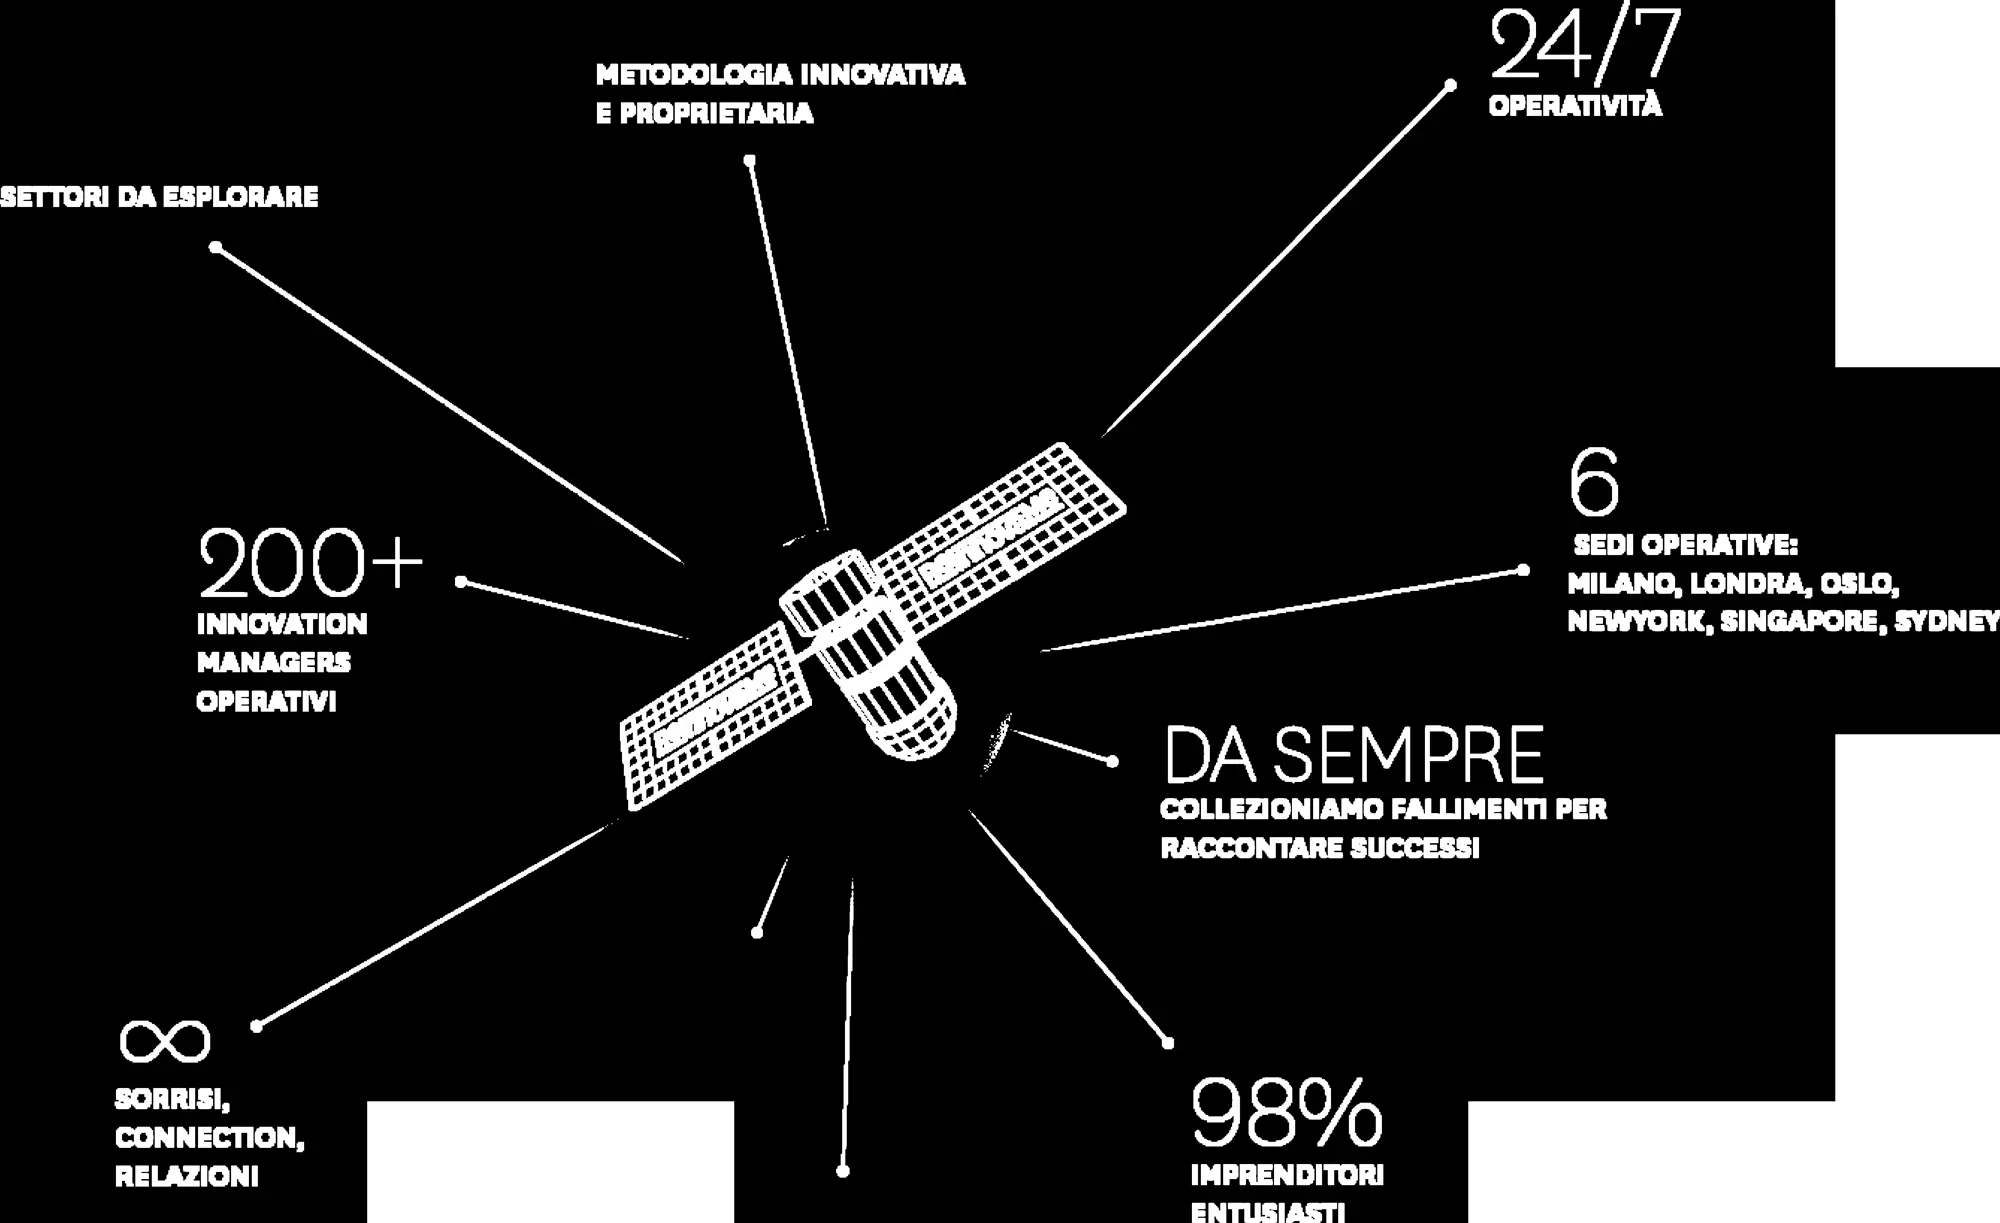 24/7
OPERATIVITÀ
METODOLOGIA INNOVATIVA
E PROPRIETARIA
SETTORI DA ESPLORARE
6
SEDI OPERATIVE:
MILANO, LONDRA, OSLO,
NEWYORK, SINGAPORE, SYDNEY
200+
INNOVATION
MANAGERS
OPERATIVI
DA SEMPRE
COLLEZIONIAMO FALLIMENTI PER
RACCONTARE SUCCESSI
∞
SORRISI,
CONNECTION,
RELAZIONI
98%
IMPRENDITORI
ENTUSIASTI